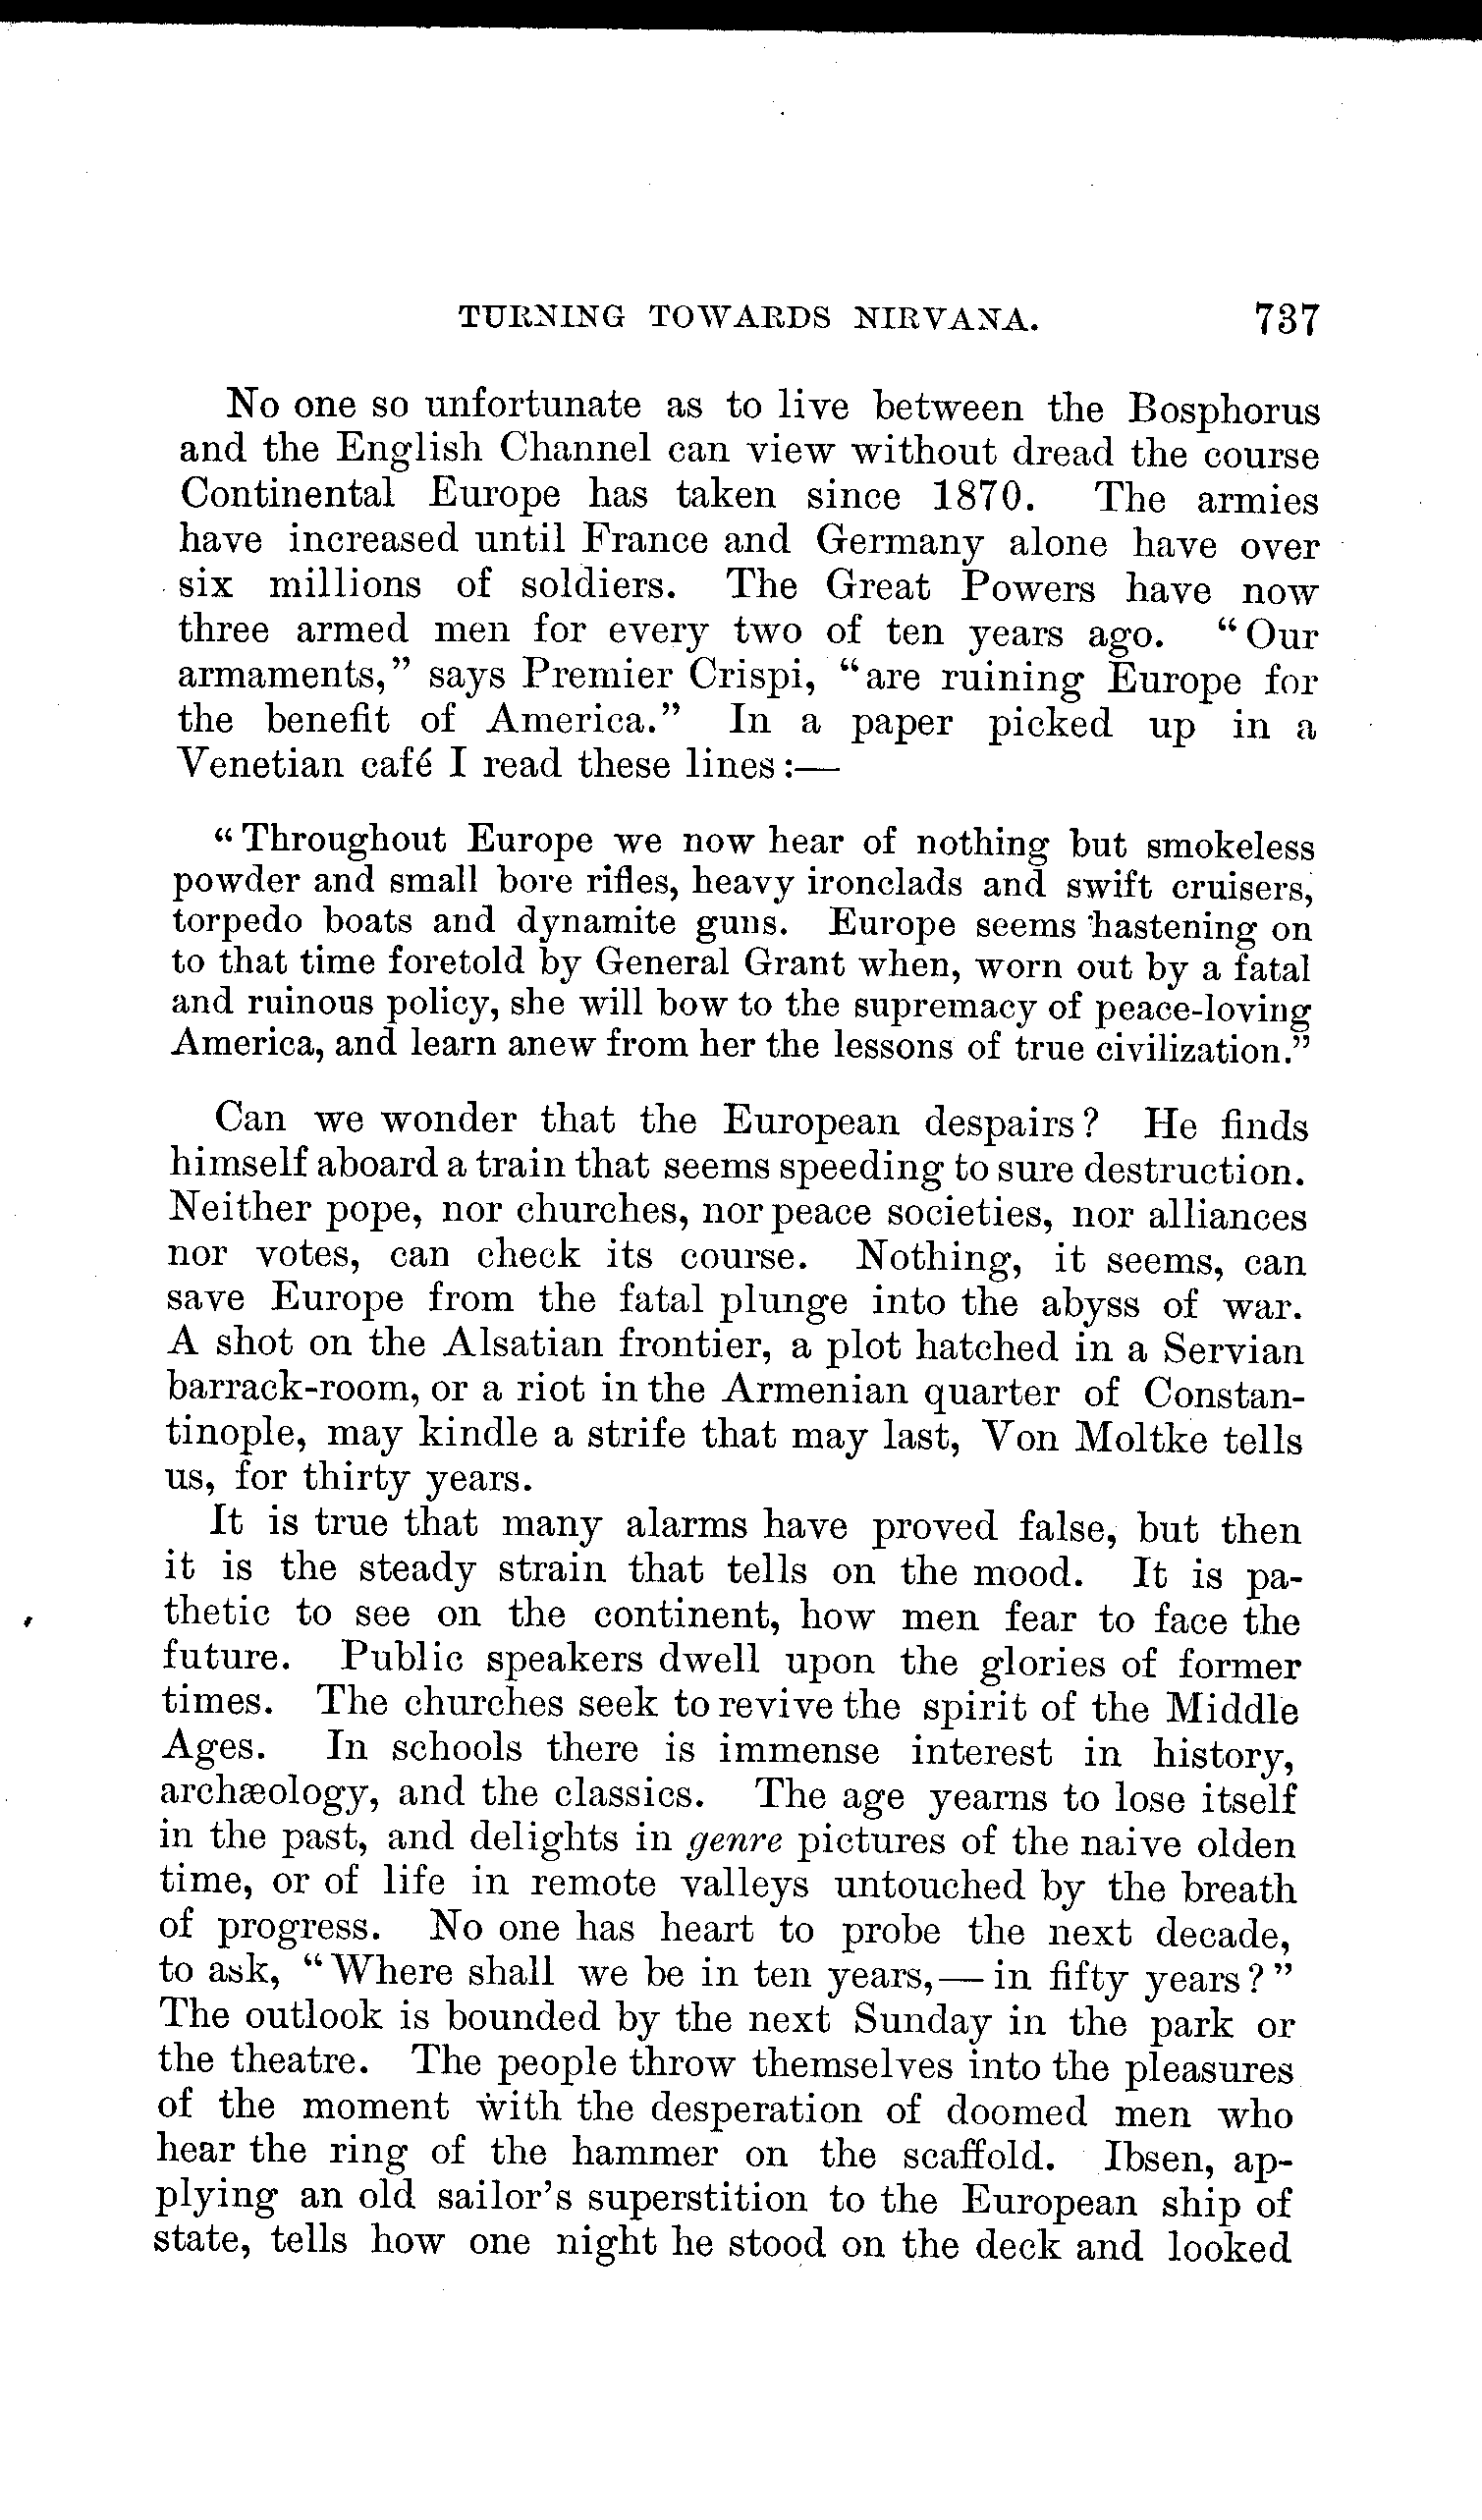 TURNING TOWARDS NIRVANA. 737
No one so unfortunate as to live between the Bosphorus
and the English Channel can view without dread the course
Continental Europe has taken since 1870. The armies
have increased until France and Germany alone have over
six millions of soldiers. The Great Powers have now
three armed men for every two of ten years ago. “Our
armaments,” says Premier Crispi, “are ruining Europe for
the benefit of America.” In a paper picked up in a
Venetian café I read these lines:—
“Throughout Europe we now hear of nothing but smokeless
powder and small bore rifles, heavy ironclads and swift cruisers,
torpedo boats and dynamite guns. Europe seems hastening on
to that time foretold by General Grant when, worn out by a fatal
and ruinous policy, she will bow to the supremacy of peace-loving
America, and learn anew from her the lessons of true civilization.”
Can we wonder that the European despairs? He finds
himself aboard a train that seems speeding to sure destruction.
Neither pope, nor churches, nor peace societies, nor alliances
nor votes, can check its course. Nothing, it seems, can
save Europe from the fatal plunge into the abyss of war.
A shot on the Alsatian frontier, a plot hatched in a Servian
barrack-room, or a riot in the Armenian quarter of Constan-
tinople, may kindle a strife that may last, Von Moltke tells
us, for thirty years.
It is true that many alarms have proved false, but then
it is the steady strain that tells on the mood. It is pa-
thetic to see on the continent, how men fear to face the
future. Public speakers dwell upon the glories of former
times. The churches seek to revive the spirit of the Middle
Ages. In schools there is immense interest in history,
archæology, and the classics. The age yearns to lose itself
in the past, and delights in genre pictures of the naive olden
time, or of life in remote valleys untouched by the breath
of progress. No one has heart to probe the next decade,
to ask, “Where shall we be in ten years,—in fifty years?”
The outlook is bounded by the next Sunday in the park or
the theatre. The people throw themselves into the pleasures
of the moment with the desperation of doomed men who
hear the ring of the hammer on the scaffold. Ibsen, ap-
plying an old sailor's superstition to the European ship of
state, tells how one night he stood on the deck and looked